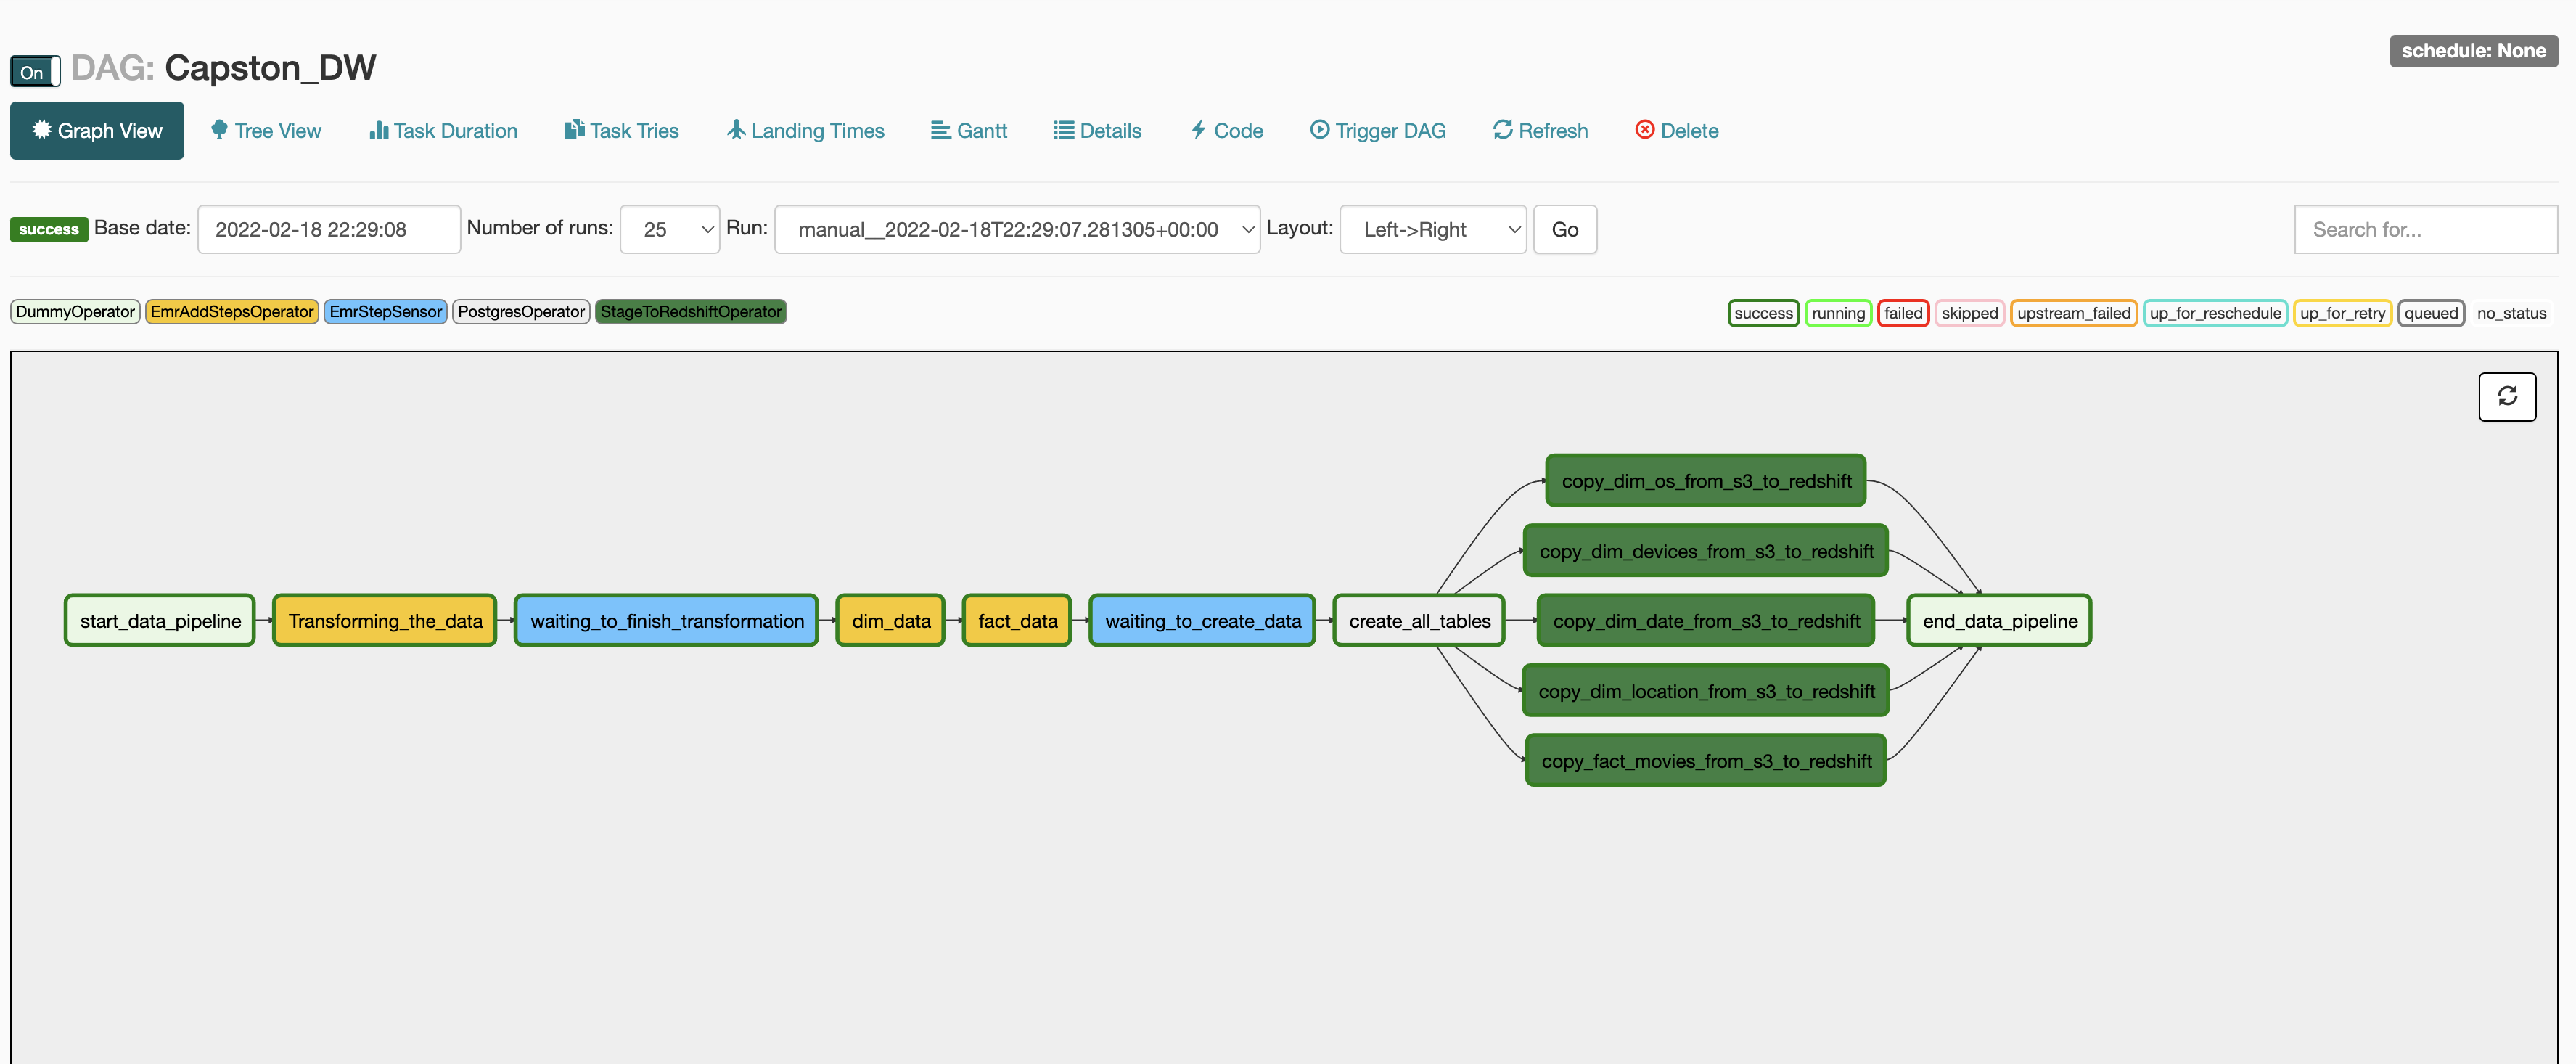 On DAG: Capston_DW
schedule: None
Graph View Tree View Task Duration Task Tries Landing Times Gantt Details Code Trigger DAG Refresh Delete
success Base date: 2022-02-18 22:29:08 Number of runs: 25 Run: manual__2022-02-18T22:29:07.281305+00:00 Layout: Left->Right Go Search for...
DummyOperator EmrAddStepsOperator EmrStepSensor PostgresOperator StageToRedshiftOperator
success running failed skipped upstream_failed up_for_reschedule up_for_retry queued no_status
start_data_pipeline
Transforming_the_data
waiting_to_finish_transformation
dim_data
fact_data
waiting_to_create_data
create_all_tables
copy_dim_os_from_s3_to_redshift
copy_dim_devices_from_s3_to_redshift
copy_dim_date_from_s3_to_redshift
copy_dim_location_from_s3_to_redshift
copy_fact_movies_from_s3_to_redshift
end_data_pipeline